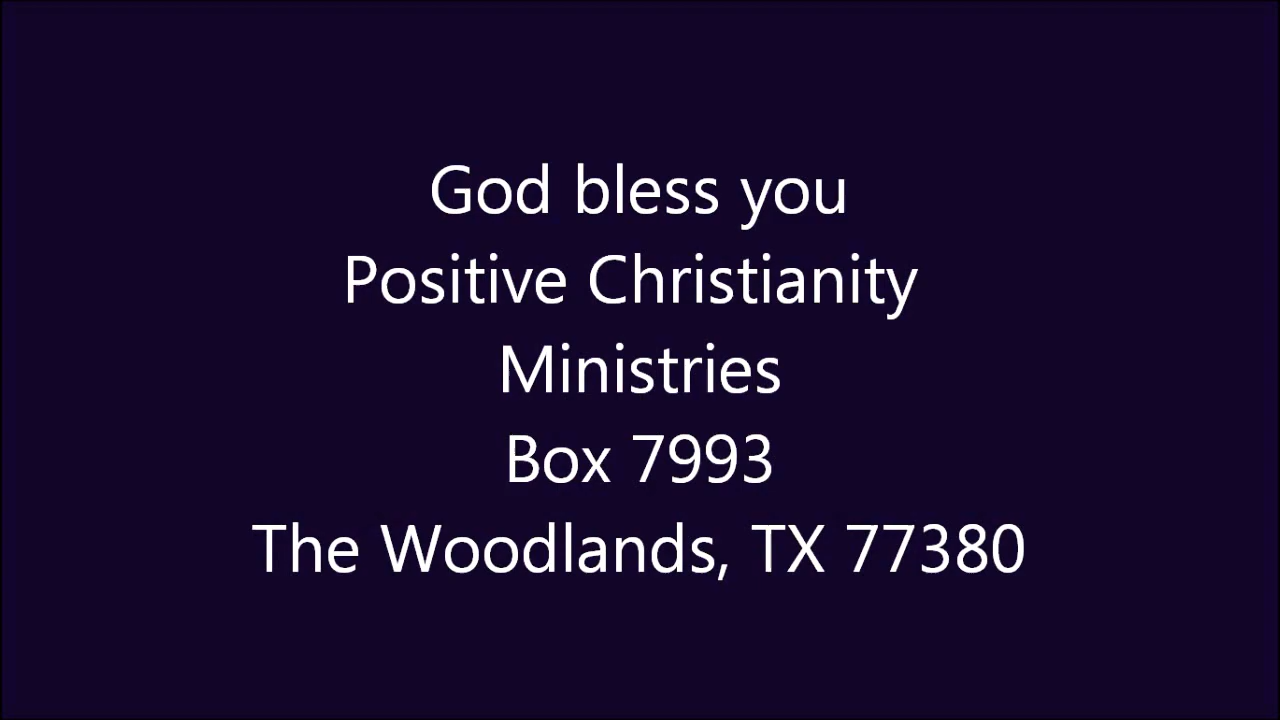 God bless you
Positive Christianity
Ministries
Box 7993
The Woodlands, TX 77380